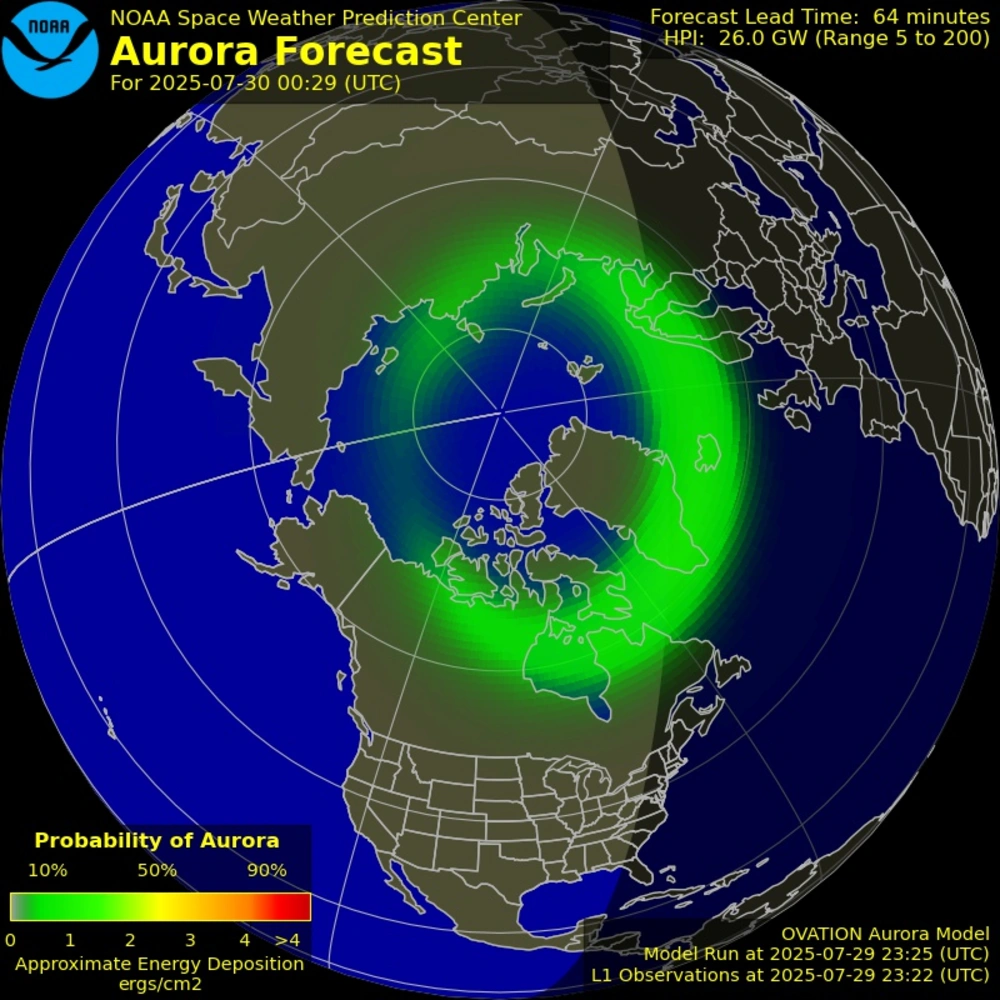 NOAA
NOAA Space Weather Prediction Center
Aurora Forecast
For 2025-07-30 00:29 (UTC)
Forecast Lead Time: 64 minutes
HPI: 26.0 GW (Range 5 to 200)
Probability of Aurora
10% 50% 90%
0 1 2 3 4 >4
Approximate Energy Deposition
ergs/cm2
OVATION Aurora Model
Model Run at 2025-07-29 23:25 (UTC)
L1 Observations at 2025-07-29 23:22 (UTC)